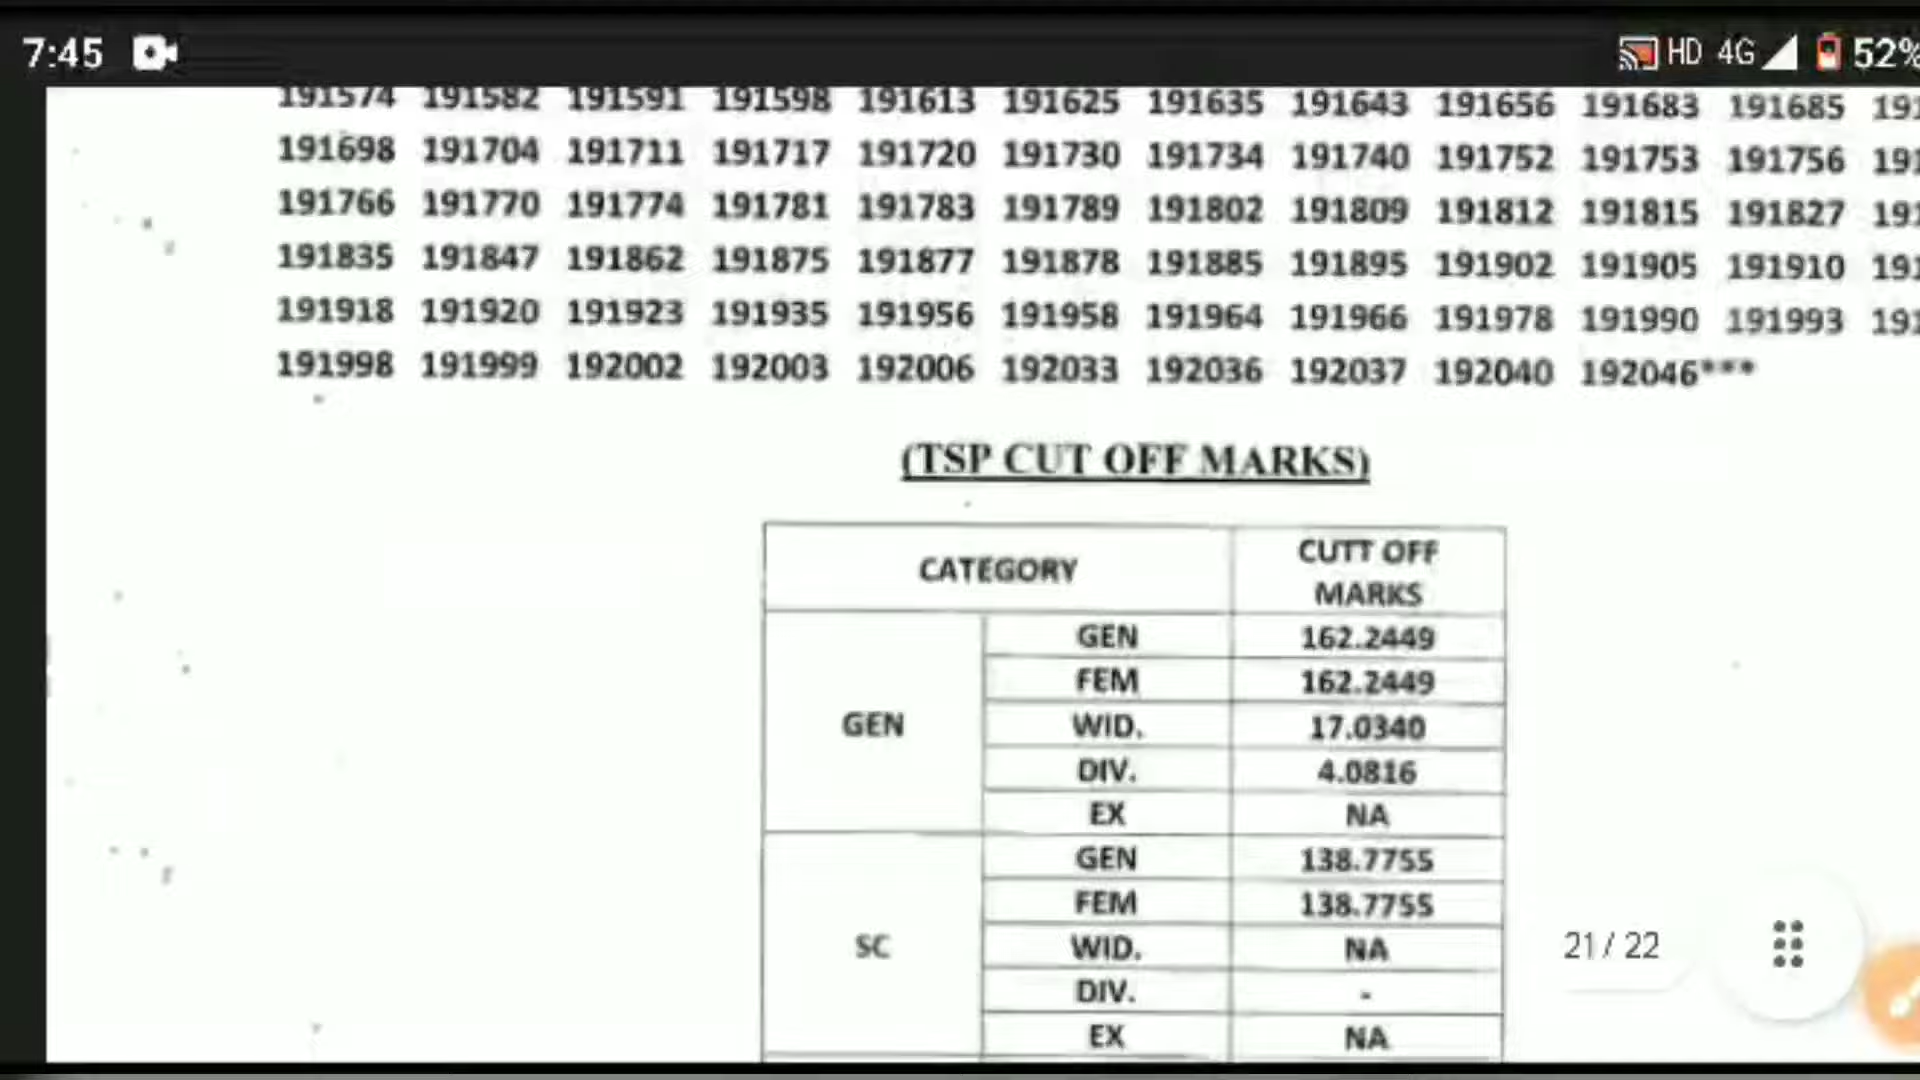 7:45 HD 4G 52%
191574 191582 191591 191598 191613 191625 191635 191643 191656 191683 191685
191698 191704 191711 191717 191720 191730 191734 191740 191752 191753 191756
191766 191770 191774 191781 191783 191789 191802 191809 191812 191815 191827
191835 191847 191862 191875 191877 191878 191885 191895 191902 191905 191910
191918 191920 191923 191935 191956 191958 191964 191966 191978 191990 191993
191998 191999 192002 192003 192006 192033 192036 192037 192040 192046***
(TSP CUT OFF MARKS)
CATEGORY CUTT OFF
MARKS
GEN 162.2449
FEM 162.2449
GEN WID. 17.0340
DIV. 4.0816
EX NA
GEN 138.7755
FEM 138.7755
SC WID. NA
DIV. -
EX NA
21 / 22